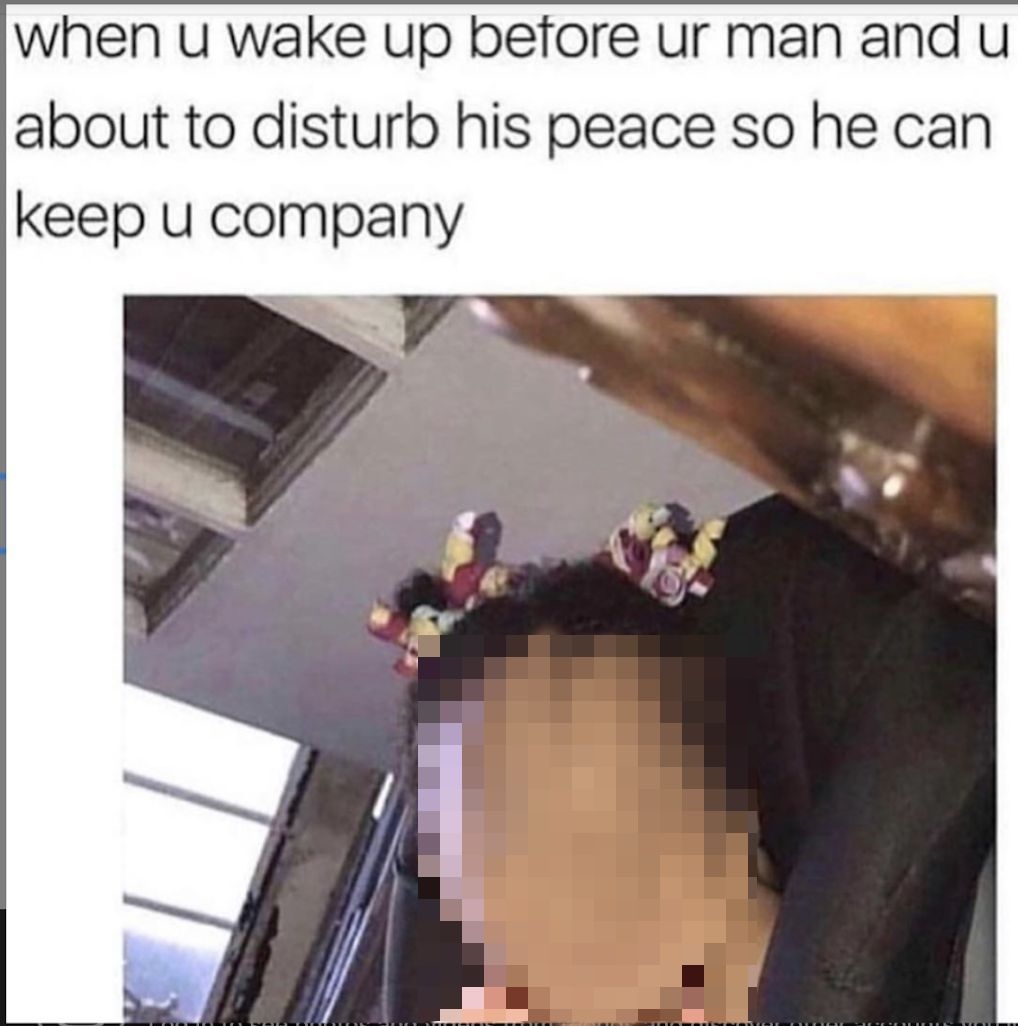 when u wake up before ur man and u
about to disturb his peace so he can
keep u company